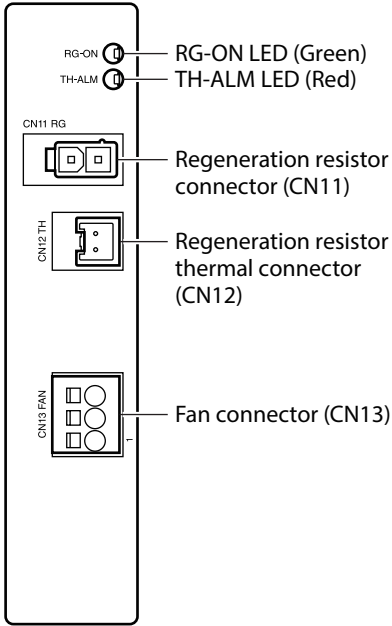 RG-ON
RG-ON LED (Green)
TH-ALM
TH-ALM LED (Red)
CN11 RG
Regeneration resistor
connector (CN11)
CN12 TH
Regeneration resistor
thermal connector
(CN12)
CN13 FAN
1
Fan connector (CN13)